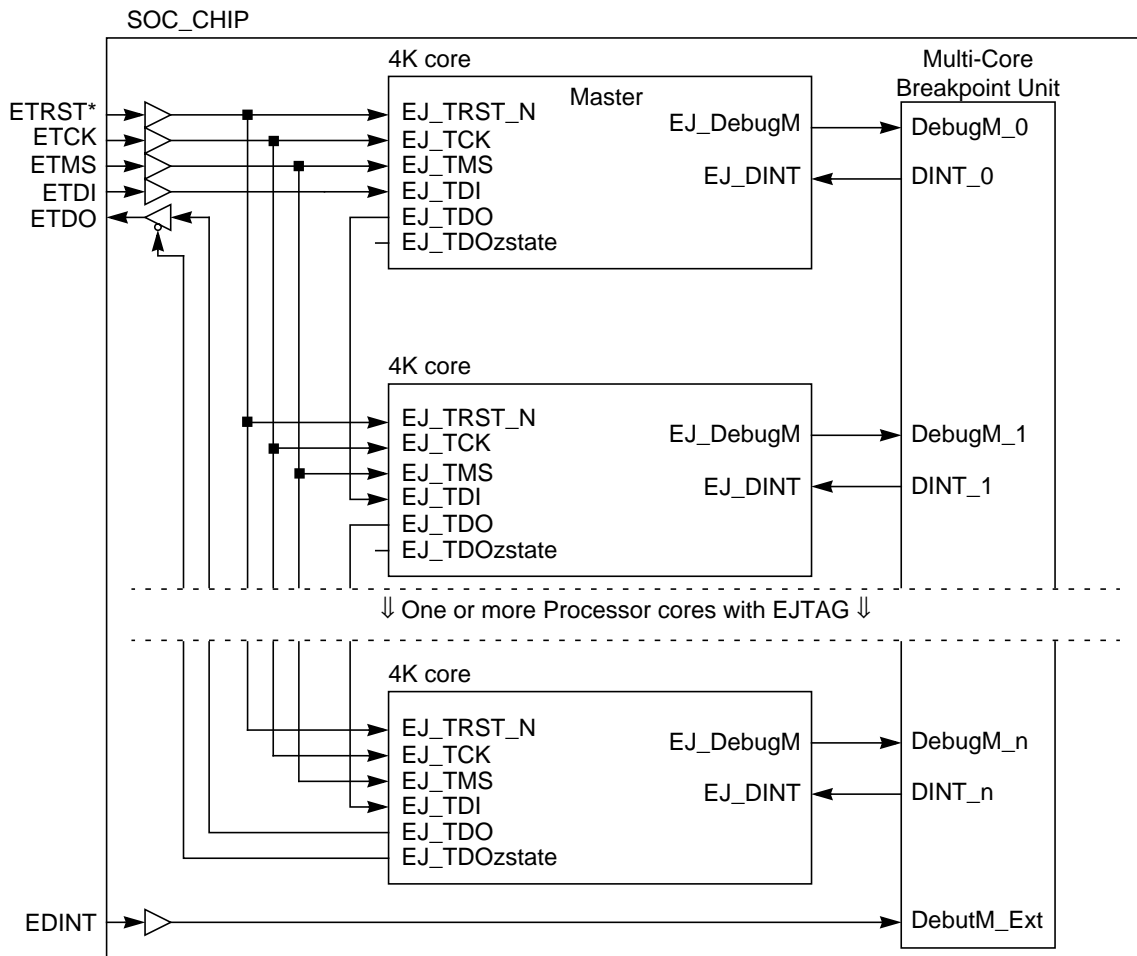 SOC_CHIP
4K core
Multi-Core
Breakpoint Unit
ETRST*
ETCK
ETMS
ETDI
ETDO
Master
EJ_TRST_N
EJ_TCK
EJ_TMS
EJ_TDI
EJ_TDO
EJ_TDOzstate
EJ_DebugM
EJ_DINT
DebugM_0
DINT_0
4K core
EJ_TRST_N
EJ_TCK
EJ_TMS
EJ_TDI
EJ_TDO
EJ_TDOzstate
EJ_DebugM
EJ_DINT
DebugM_1
DINT_1
⇓ One or more Processor cores with EJTAG ⇓
4K core
EJ_TRST_N
EJ_TCK
EJ_TMS
EJ_TDI
EJ_TDO
EJ_TDOzstate
EJ_DebugM
EJ_DINT
DebugM_n
DINT_n
EDINT
DebutM_Ext